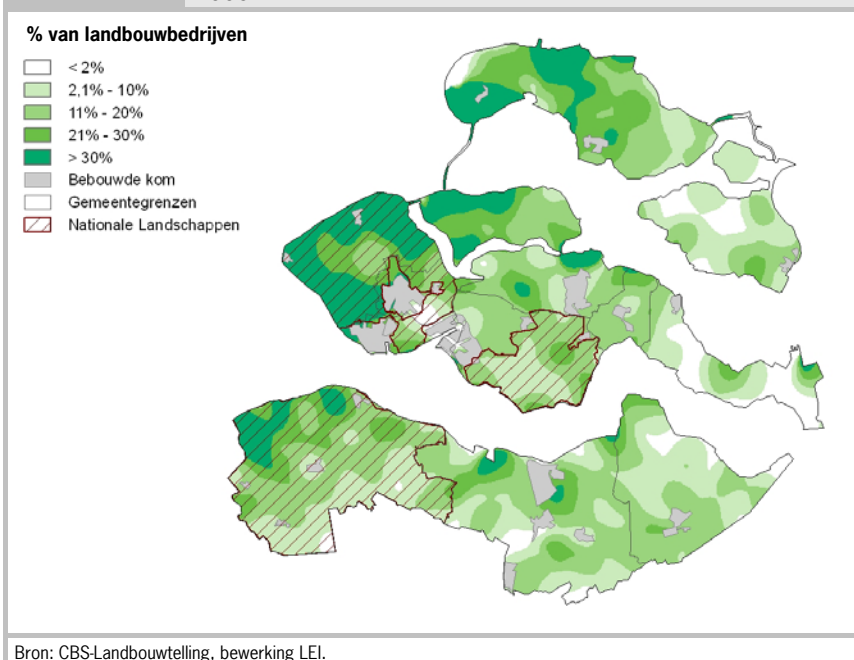 % van landbouwbedrijven
< 2%
2,1% - 10%
11% - 20%
21% - 30%
> 30%
Bebouwde kom
Gemeentegrenzen
Nationale Landschappen
Bron: CBS-Landbouwtelling, bewerking LEI.